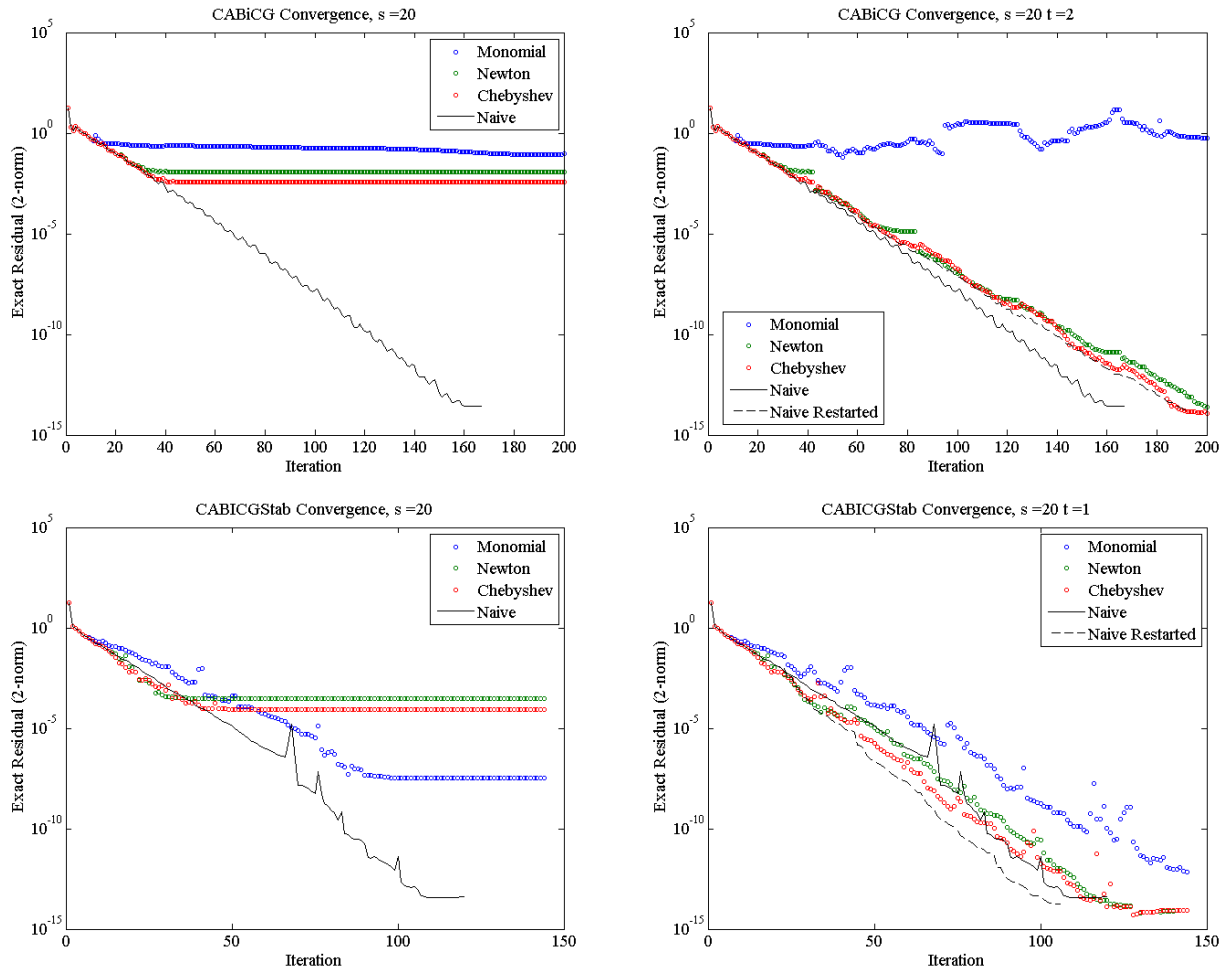 CABiCG Convergence, s =20
10^5
10^0
10^-5
10^-10
10^-15
Exact Residual (2-norm)
0 20 40 60 80 100 120 140 160 180 200
Iteration
Monomial
Newton
Chebyshev
Naive
CABiCG Convergence, s =20 t =2
10^5
10^0
10^-5
10^-10
10^-15
Exact Residual (2-norm)
0 20 40 60 80 100 120 140 160 180 200
Iteration
Monomial
Newton
Chebyshev
Naive
Naive Restarted
CABICGStab Convergence, s =20
10^5
10^0
10^-5
10^-10
10^-15
Exact Residual (2-norm)
0 50 100 150
Iteration
Monomial
Newton
Chebyshev
Naive
CABICGStab Convergence, s =20 t =1
10^5
10^0
10^-5
10^-10
10^-15
Exact Residual (2-norm)
0 50 100 150
Iteration
Monomial
Newton
Chebyshev
Naive
Naive Restarted